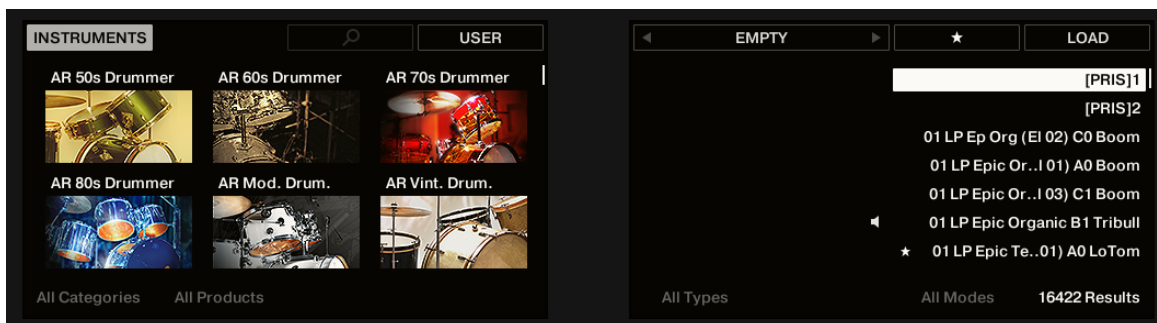 INSTRUMENTS USER
AR 50s Drummer AR 60s Drummer AR 70s Drummer
AR 80s Drummer AR Mod. Drum. AR Vint. Drum.
All Categories All Products
EMPTY LOAD
[PRIS]1
[PRIS]2
01 LP Ep Org (El 02) C0 Boom
01 LP Epic Or..l 01) A0 Boom
01 LP Epic Or..l 03) C1 Boom
01 LP Epic Organic B1 Tribull
01 LP Epic Te..01) A0 LoTom
All Types All Modes 16422 Results